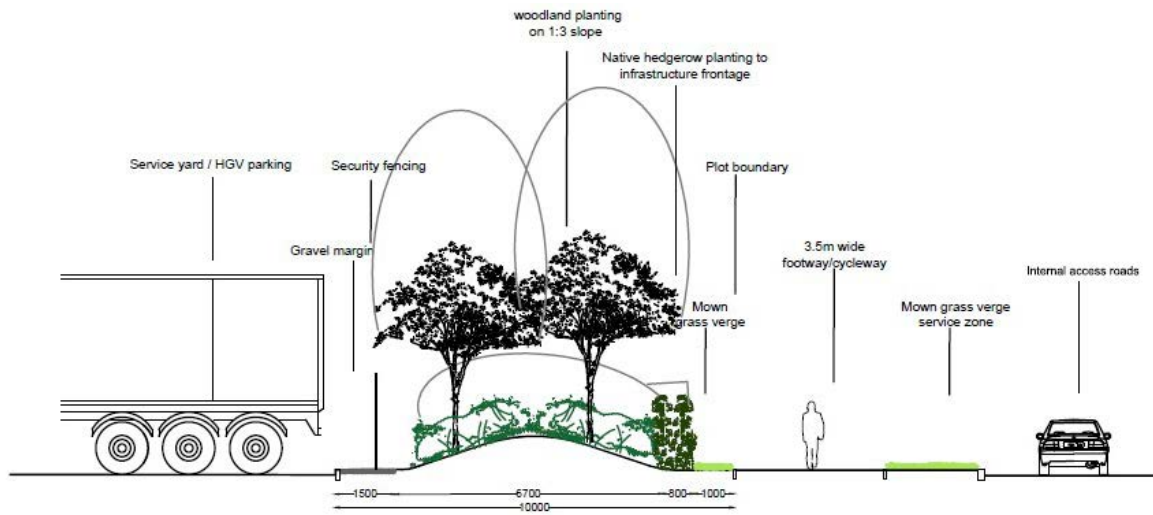 woodland planting
on 1:3 slope
Native hedgerow planting to
infrastructure frontage
Service yard / HGV parking
Security fencing
Plot boundary
Gravel margin
3.5m wide
footway/cycleway
Internal access roads
Mown
grass verge
Mown grass verge
service zone
1500
6700
800
1000
10000